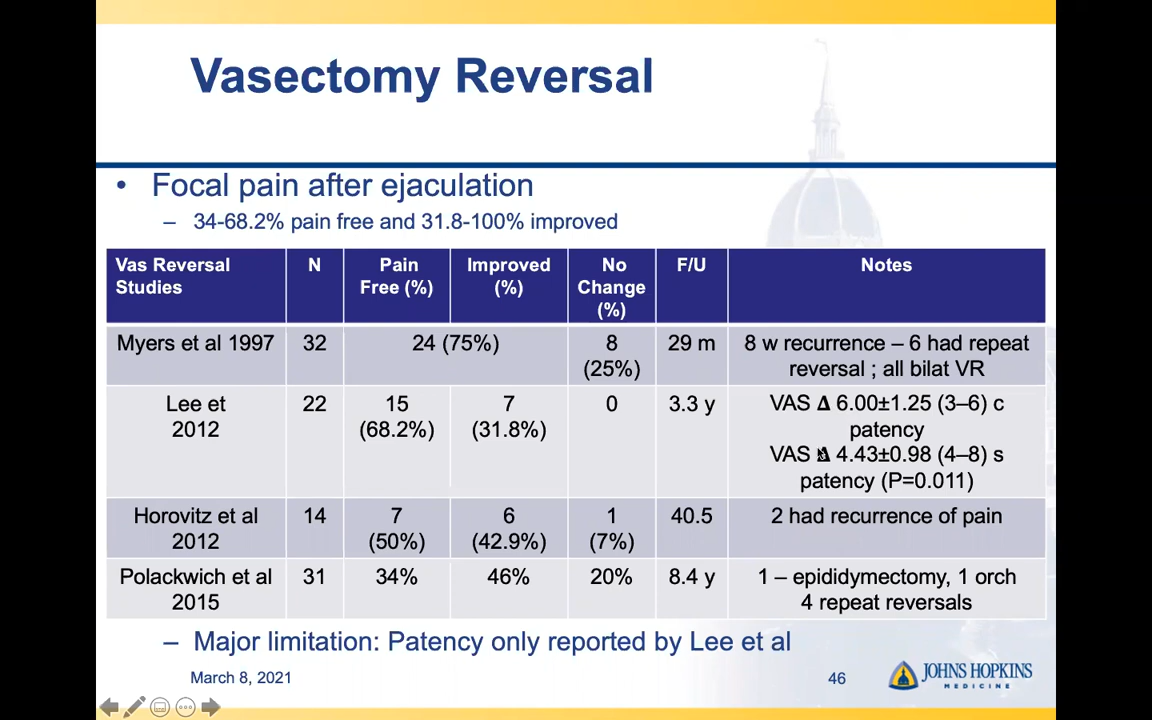 Vasectomy Reversal
• Focal pain after ejaculation
– 34-68.2% pain free and 31.8-100% improved
Vas Reversal Studies N Pain Free (%) Improved (%) No Change (%) F/U Notes
Myers et al 1997 32 24 (75%) 8 (25%) 29 m 8 w recurrence – 6 had repeat reversal ; all bilat VR
Lee et 2012 22 15 (68.2%) 7 (31.8%) 0 3.3 y VAS Δ 6.00±1.25 (3–6) c patency VAS Δ 4.43±0.98 (4–8) s patency (P=0.011)
Horovitz et al 2012 14 7 (50%) 6 (42.9%) 1 (7%) 40.5 2 had recurrence of pain
Polackwich et al 2015 31 34% 46% 20% 8.4 y 1 – epididymectomy, 1 orch 4 repeat reversals
– Major limitation: Patency only reported by Lee et al
March 8, 2021
46
JOHNS HOPKINS
MEDICINE